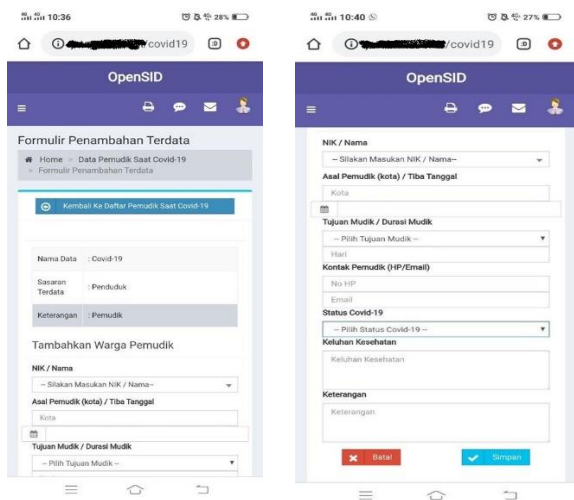 10:36
28%
/covid19
:D
OpenSID
Formulir Penambahan Terdata
Home
Data Pemudik Saat Covid-19
Formulir Penambahan Terdata
Kembali Ke Daftar Pemudik Saat Covid-19
Nama Data : Covid-19
Sasaran Terdata : Penduduk
Keterangan : Pemudik
Tambahkan Warga Pemudik
NIK / Nama
-- Silakan Masukan NIK / Nama--
Asal Pemudik (kota) / Tiba Tanggal
Kota
Tujuan Mudik / Durasi Mudik
-- Pilih Tujuan Mudik --
10:40
27%
/covid19
:D
OpenSID
NIK / Nama
-- Silakan Masukan NIK / Nama--
Asal Pemudik (kota) / Tiba Tanggal
Kota
Tujuan Mudik / Durasi Mudik
-- Pilih Tujuan Mudik --
Hari
Kontak Pemudik (HP/Email)
No HP
Email
Status Covid-19
-- Pilih Status Covid-19 --
Keluhan Kesehatan
Keluhan Kesehatan
Keterangan
Keterangan
Batal
Simpan